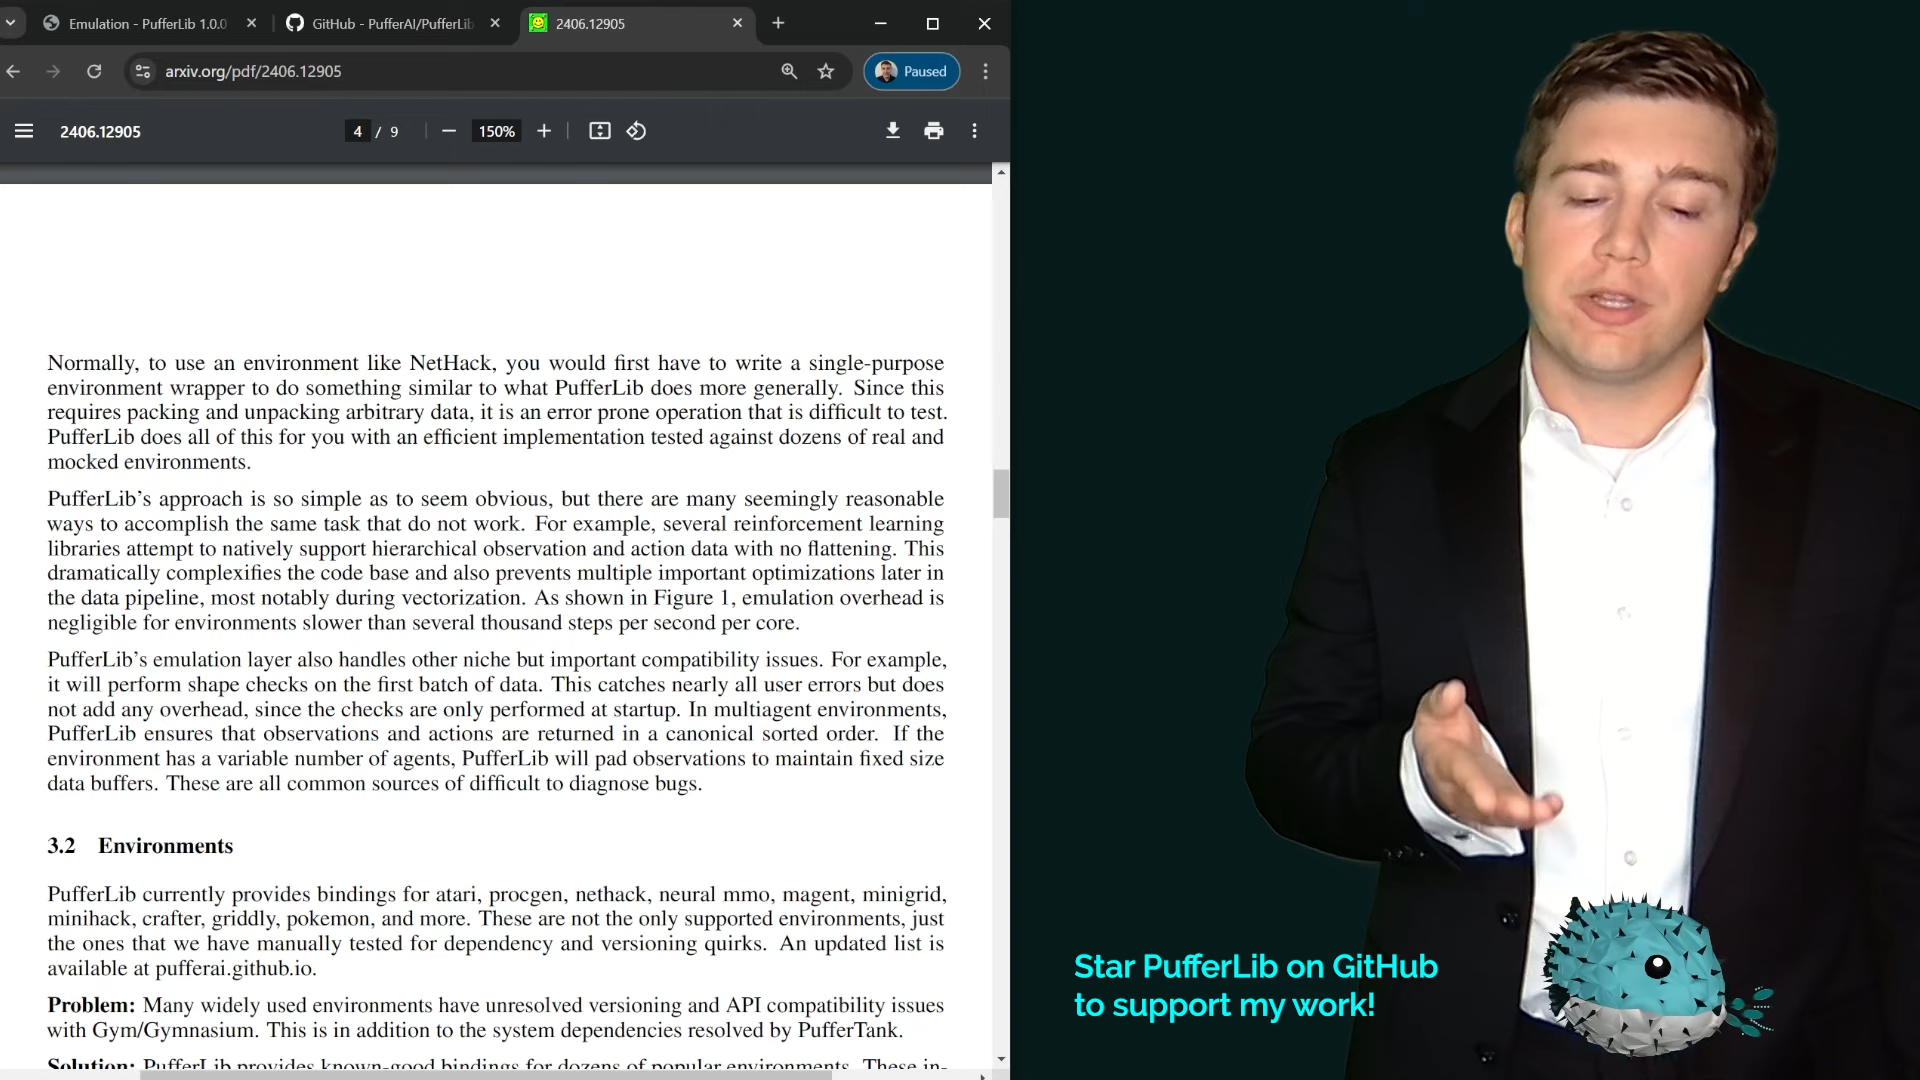 Emulation - PufferLib 1.0.0
GitHub - PufferAI/PufferLib
2406.12905
arxiv.org/pdf/2406.12905
Paused
2406.12905
4 / 9
150%
Normally, to use an environment like NetHack, you would first have to write a single-purpose
environment wrapper to do something similar to what PufferLib does more generally. Since this
requires packing and unpacking arbitrary data, it is an error prone operation that is difficult to test.
PufferLib does all of this for you with an efficient implementation tested against dozens of real and
mocked environments.
PufferLib's approach is so simple as to seem obvious, but there are many seemingly reasonable
ways to accomplish the same task that do not work. For example, several reinforcement learning
libraries attempt to natively support hierarchical observation and action data with no flattening. This
dramatically complexifies the code base and also prevents multiple important optimizations later in
the data pipeline, most notably during vectorization. As shown in Figure 1, emulation overhead is
negligible for environments slower than several thousand steps per second per core.
PufferLib's emulation layer also handles other niche but important compatibility issues. For example,
it will perform shape checks on the first batch of data. This catches nearly all user errors but does
not add any overhead, since the checks are only performed at startup. In multiagent environments,
PufferLib ensures that observations and actions are returned in a canonical sorted order. If the
environment has a variable number of agents, PufferLib will pad observations to maintain fixed size
data buffers. These are all common sources of difficult to diagnose bugs.
3.2 Environments
PufferLib currently provides bindings for atari, procgen, nethack, neural mmo, magent, minigrid,
minihack, crafter, griddly, pokemon, and more. These are not the only supported environments, just
the ones that we have manually tested for dependency and versioning quirks. An updated list is
available at pufferai.github.io.
Problem: Many widely used environments have unresolved versioning and API compatibility issues
with Gym/Gymnasium. This is in addition to the system dependencies resolved by PufferTank.
Solution: PufferLib provides known-good bindings for dozens of popular environments. These in-
Star PufferLib on GitHub
to support my work!